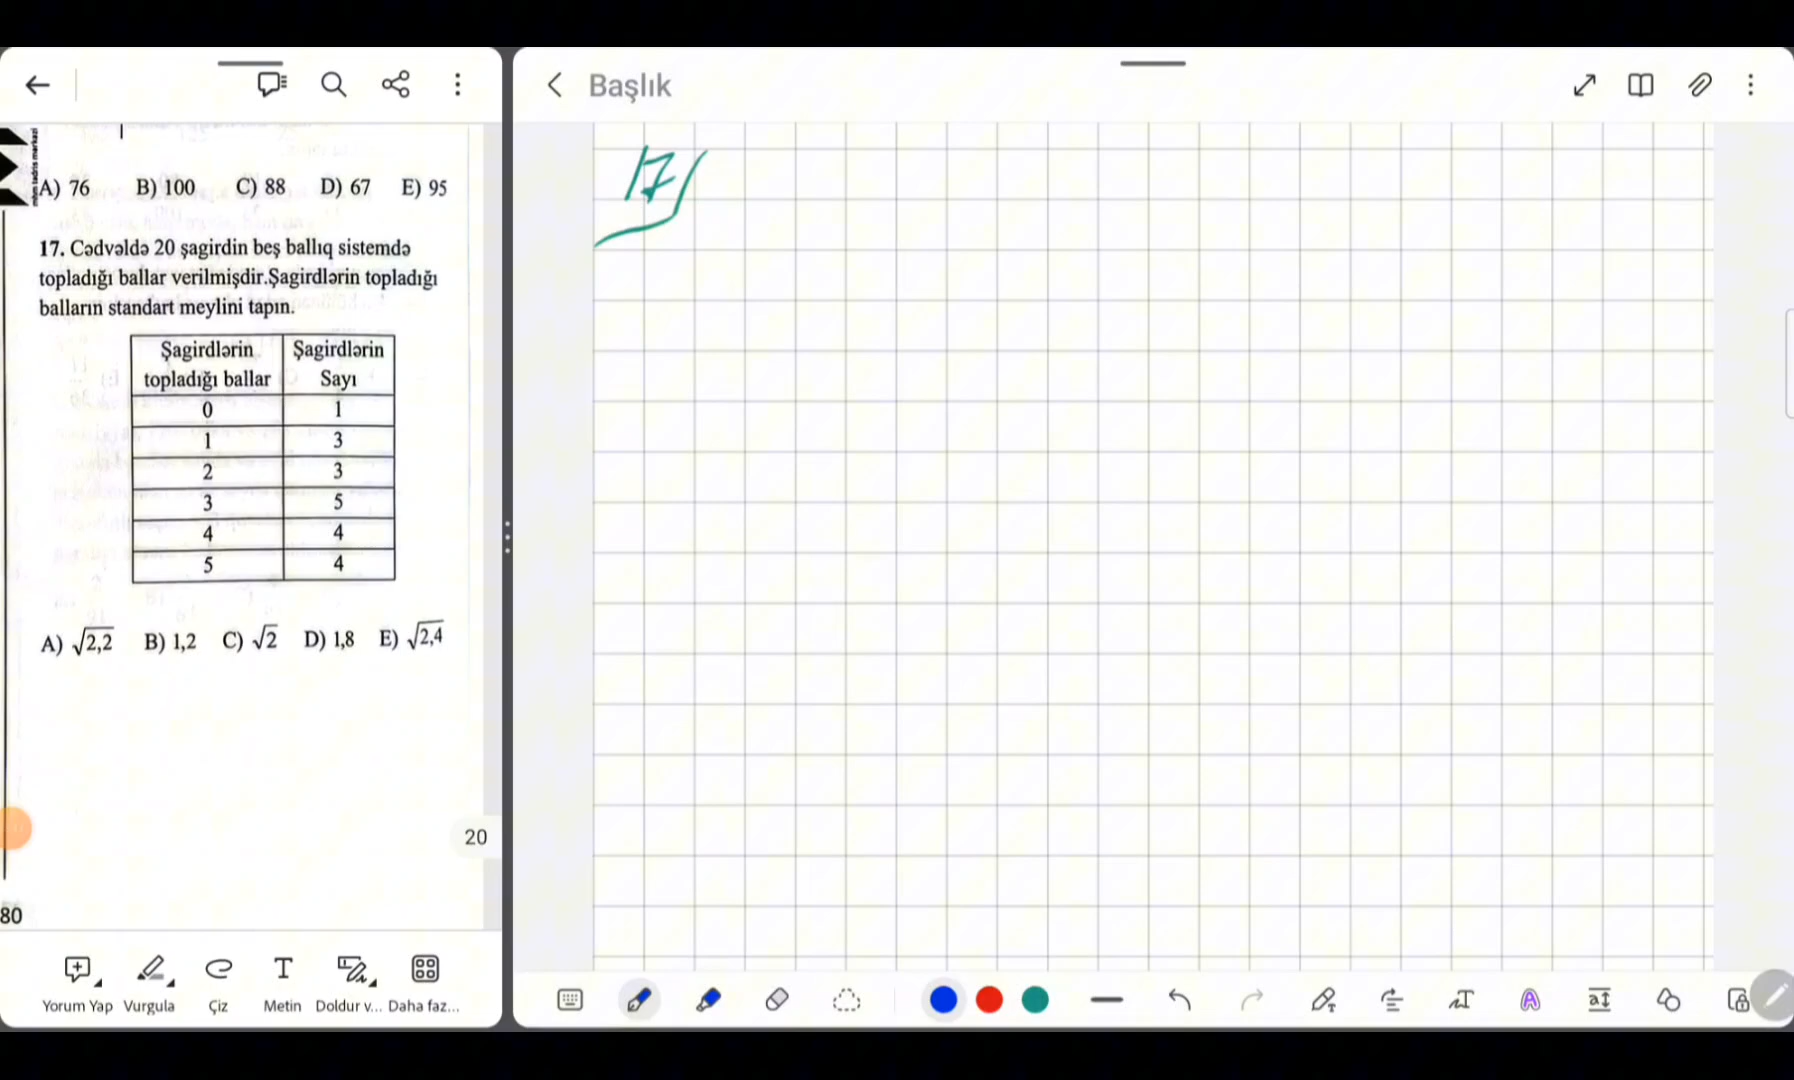 Başlık
A) 76 B) 100 C) 88 D) 67 E) 95
17. Cədvəldə 20 şagirdin beş ballıq sistemdə
topladığı ballar verilmişdir.Şagirdlərin topladığı
balların standart meylini tapın.
Şagirdlərin topladığı ballar Şagirdlərin Sayı
0 1
1 3
2 3
3 5
4 4
5 4
A) √2,2 B) 1,2 C) √2 D) 1,8 E) √2,4
20
80
Yorum Yap Vurgula Çiz Metin Doldur v... Daha faz...
17
T
A